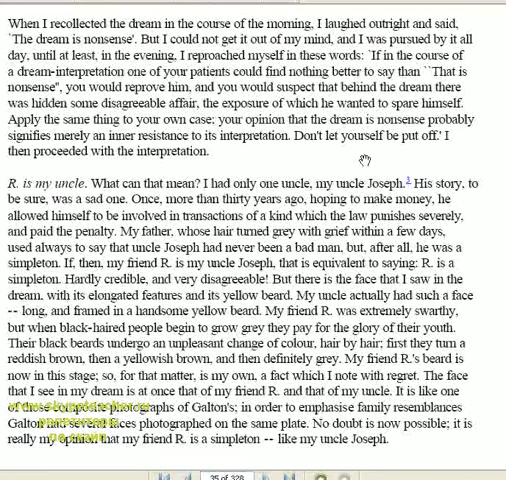 When I recollected the dream in the course of the morning, I laughed outright and said,
`The dream is nonsense'. But I could not get it out of my mind, and I was pursued by it all
day, until at least, in the evening, I reproached myself in these words: `If in the course of
a dream-interpretation one of your patients could find nothing better to say than ``That is
nonsense'', you would reprove him, and you would suspect that behind the dream there
was hidden some disagreeable affair, the exposure of which he wanted to spare himself.
Apply the same thing to your own case: your opinion that the dream is nonsense probably
signifies merely an inner resistance to its interpretation. Don't let yourself be put off.' I
then proceeded with the interpretation.
R. is my uncle. What can that mean? I had only one uncle, my uncle Joseph.3 His story, to
be sure, was a sad one. Once, more than thirty years ago, hoping to make money, he
allowed himself to be involved in transactions of a kind which the law punishes severely,
and paid the penalty. My father, whose hair turned grey with grief within a few days,
used always to say that uncle Joseph had never been a bad man, but, after all, he was a
simpleton. If, then, my friend R. is my uncle Joseph, that is equivalent to saying: R. is a
simpleton. Hardly credible, and very disagreeable! But there is the face that I saw in the
dream, with its elongated features and its yellow beard. My uncle actually had such a face
-- long, and framed in a handsome yellow beard. My friend R. was extremely swarthy,
but when black-haired people begin to grow grey they pay for the glory of their youth.
Their black beards undergo an unpleasant change of colour, hair by hair; first they turn a
reddish brown, then a yellowish brown, and then definitely grey. My friend R.'s beard is
now in this stage; so, for that matter, is my own, a fact which I note with regret. The face
that I see in my dream is at once that of my friend R. and that of my uncle. It is like one
of those composite photographs of Galton's; in order to emphasise family resemblances
Galton had several faces photographed on the same plate. No doubt is now possible; it is
really my opinion that my friend R. is a simpleton -- like my uncle Joseph.
35 of 328